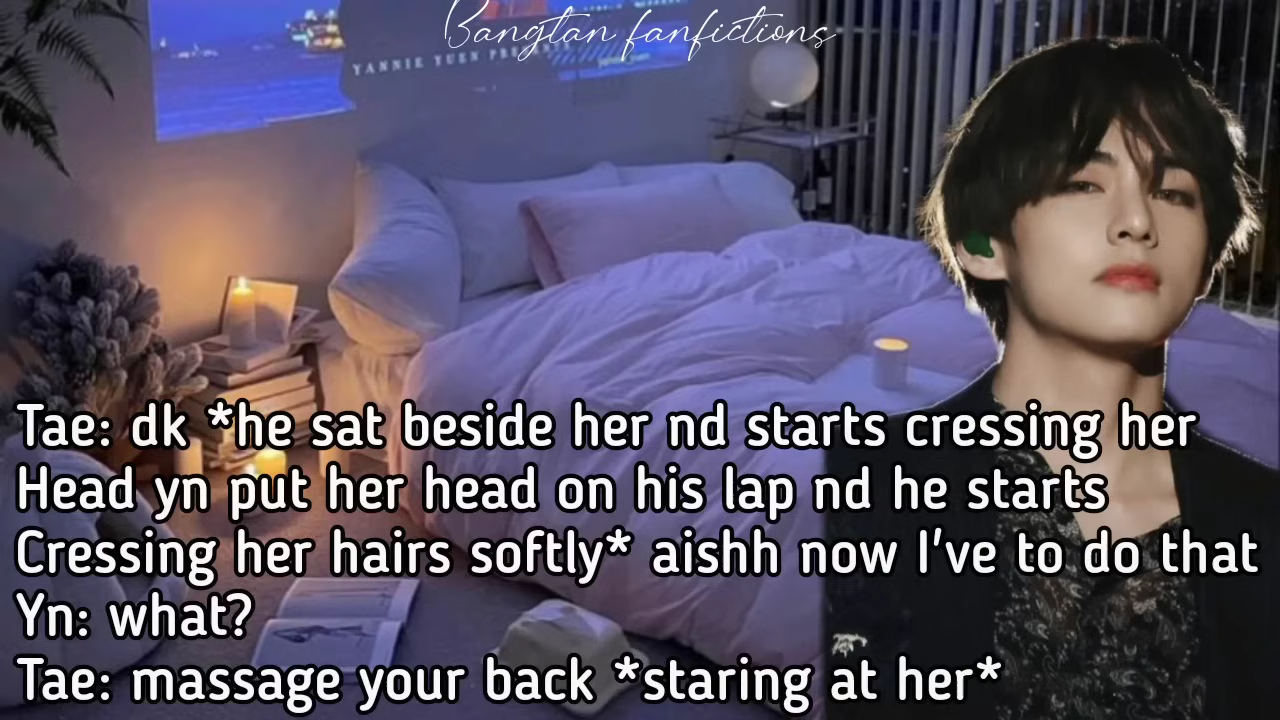 Bangtan fanfictions
YANNIE YUEN PRE
Tae: dk *he sat beside her nd starts cressing her
Head yn put her head on his lap nd he starts
Cressing her hairs softly* aishh now I've to do that
Yn: what?
Tae: massage your back *staring at her*